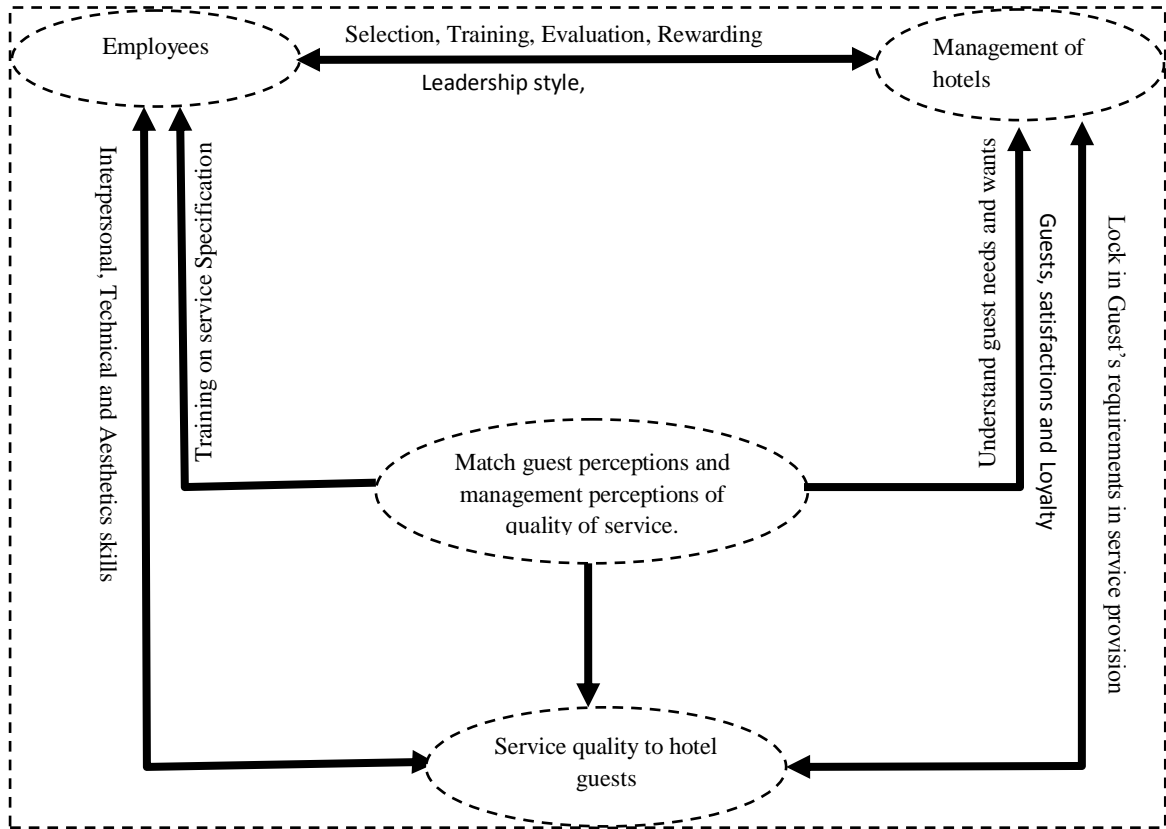 Employees
Selection, Training, Evaluation, Rewarding
Leadership style,
Management of
hotels
Interpersonal, Technical and Aesthetics skills
Training on service Specification
Understand guest needs and wants
Guests, satisfactions and Loyalty
Lock in Guest's requirements in service provision
Match guest perceptions and
management perceptions of
quality of service.
Service quality to hotel
guests